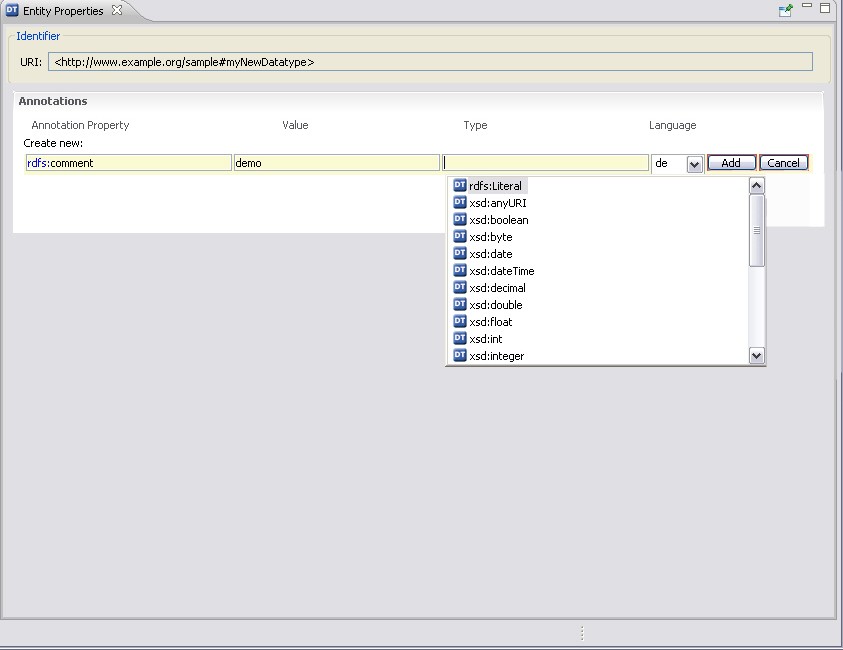 DT Entity Properties
Identifier
URI: <http://www.example.org/sample#myNewDatatype>
Annotations
Annotation Property Value Type Language
Create new:
rdfs:comment demo de Add Cancel
DT rdfs:Literal
DT xsd:anyURI
DT xsd:boolean
DT xsd:byte
DT xsd:date
DT xsd:dateTime
DT xsd:decimal
DT xsd:double
DT xsd:float
DT xsd:int
DT xsd:integer